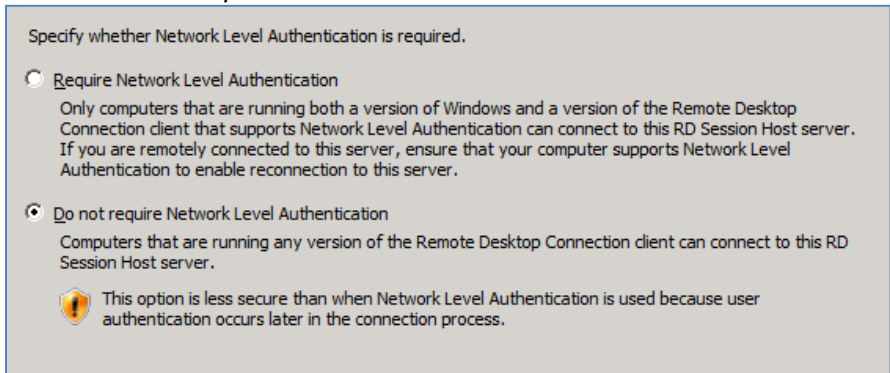 Specify whether Network Level Authentication is required.
Require Network Level Authentication
Only computers that are running both a version of Windows and a version of the Remote Desktop
Connection client that supports Network Level Authentication can connect to this RD Session Host server.
If you are remotely connected to this server, ensure that your computer supports Network Level
Authentication to enable reconnection to this server.
Do not require Network Level Authentication
Computers that are running any version of the Remote Desktop Connection client can connect to this RD
Session Host server.
This option is less secure than when Network Level Authentication is used because user
authentication occurs later in the connection process.